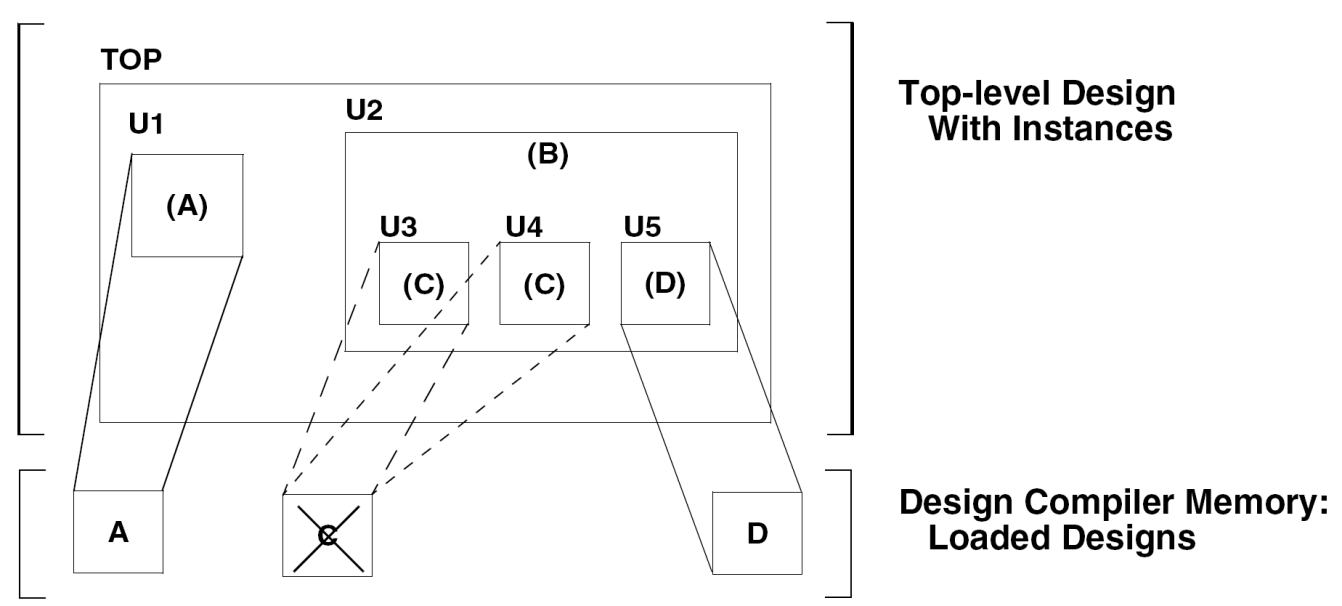 TOP
U1
U2
(B)
(A)
U3
U4
U5
(C)
(C)
(D)
Top-level Design
With Instances
A
C
D
Design Compiler Memory:
Loaded Designs